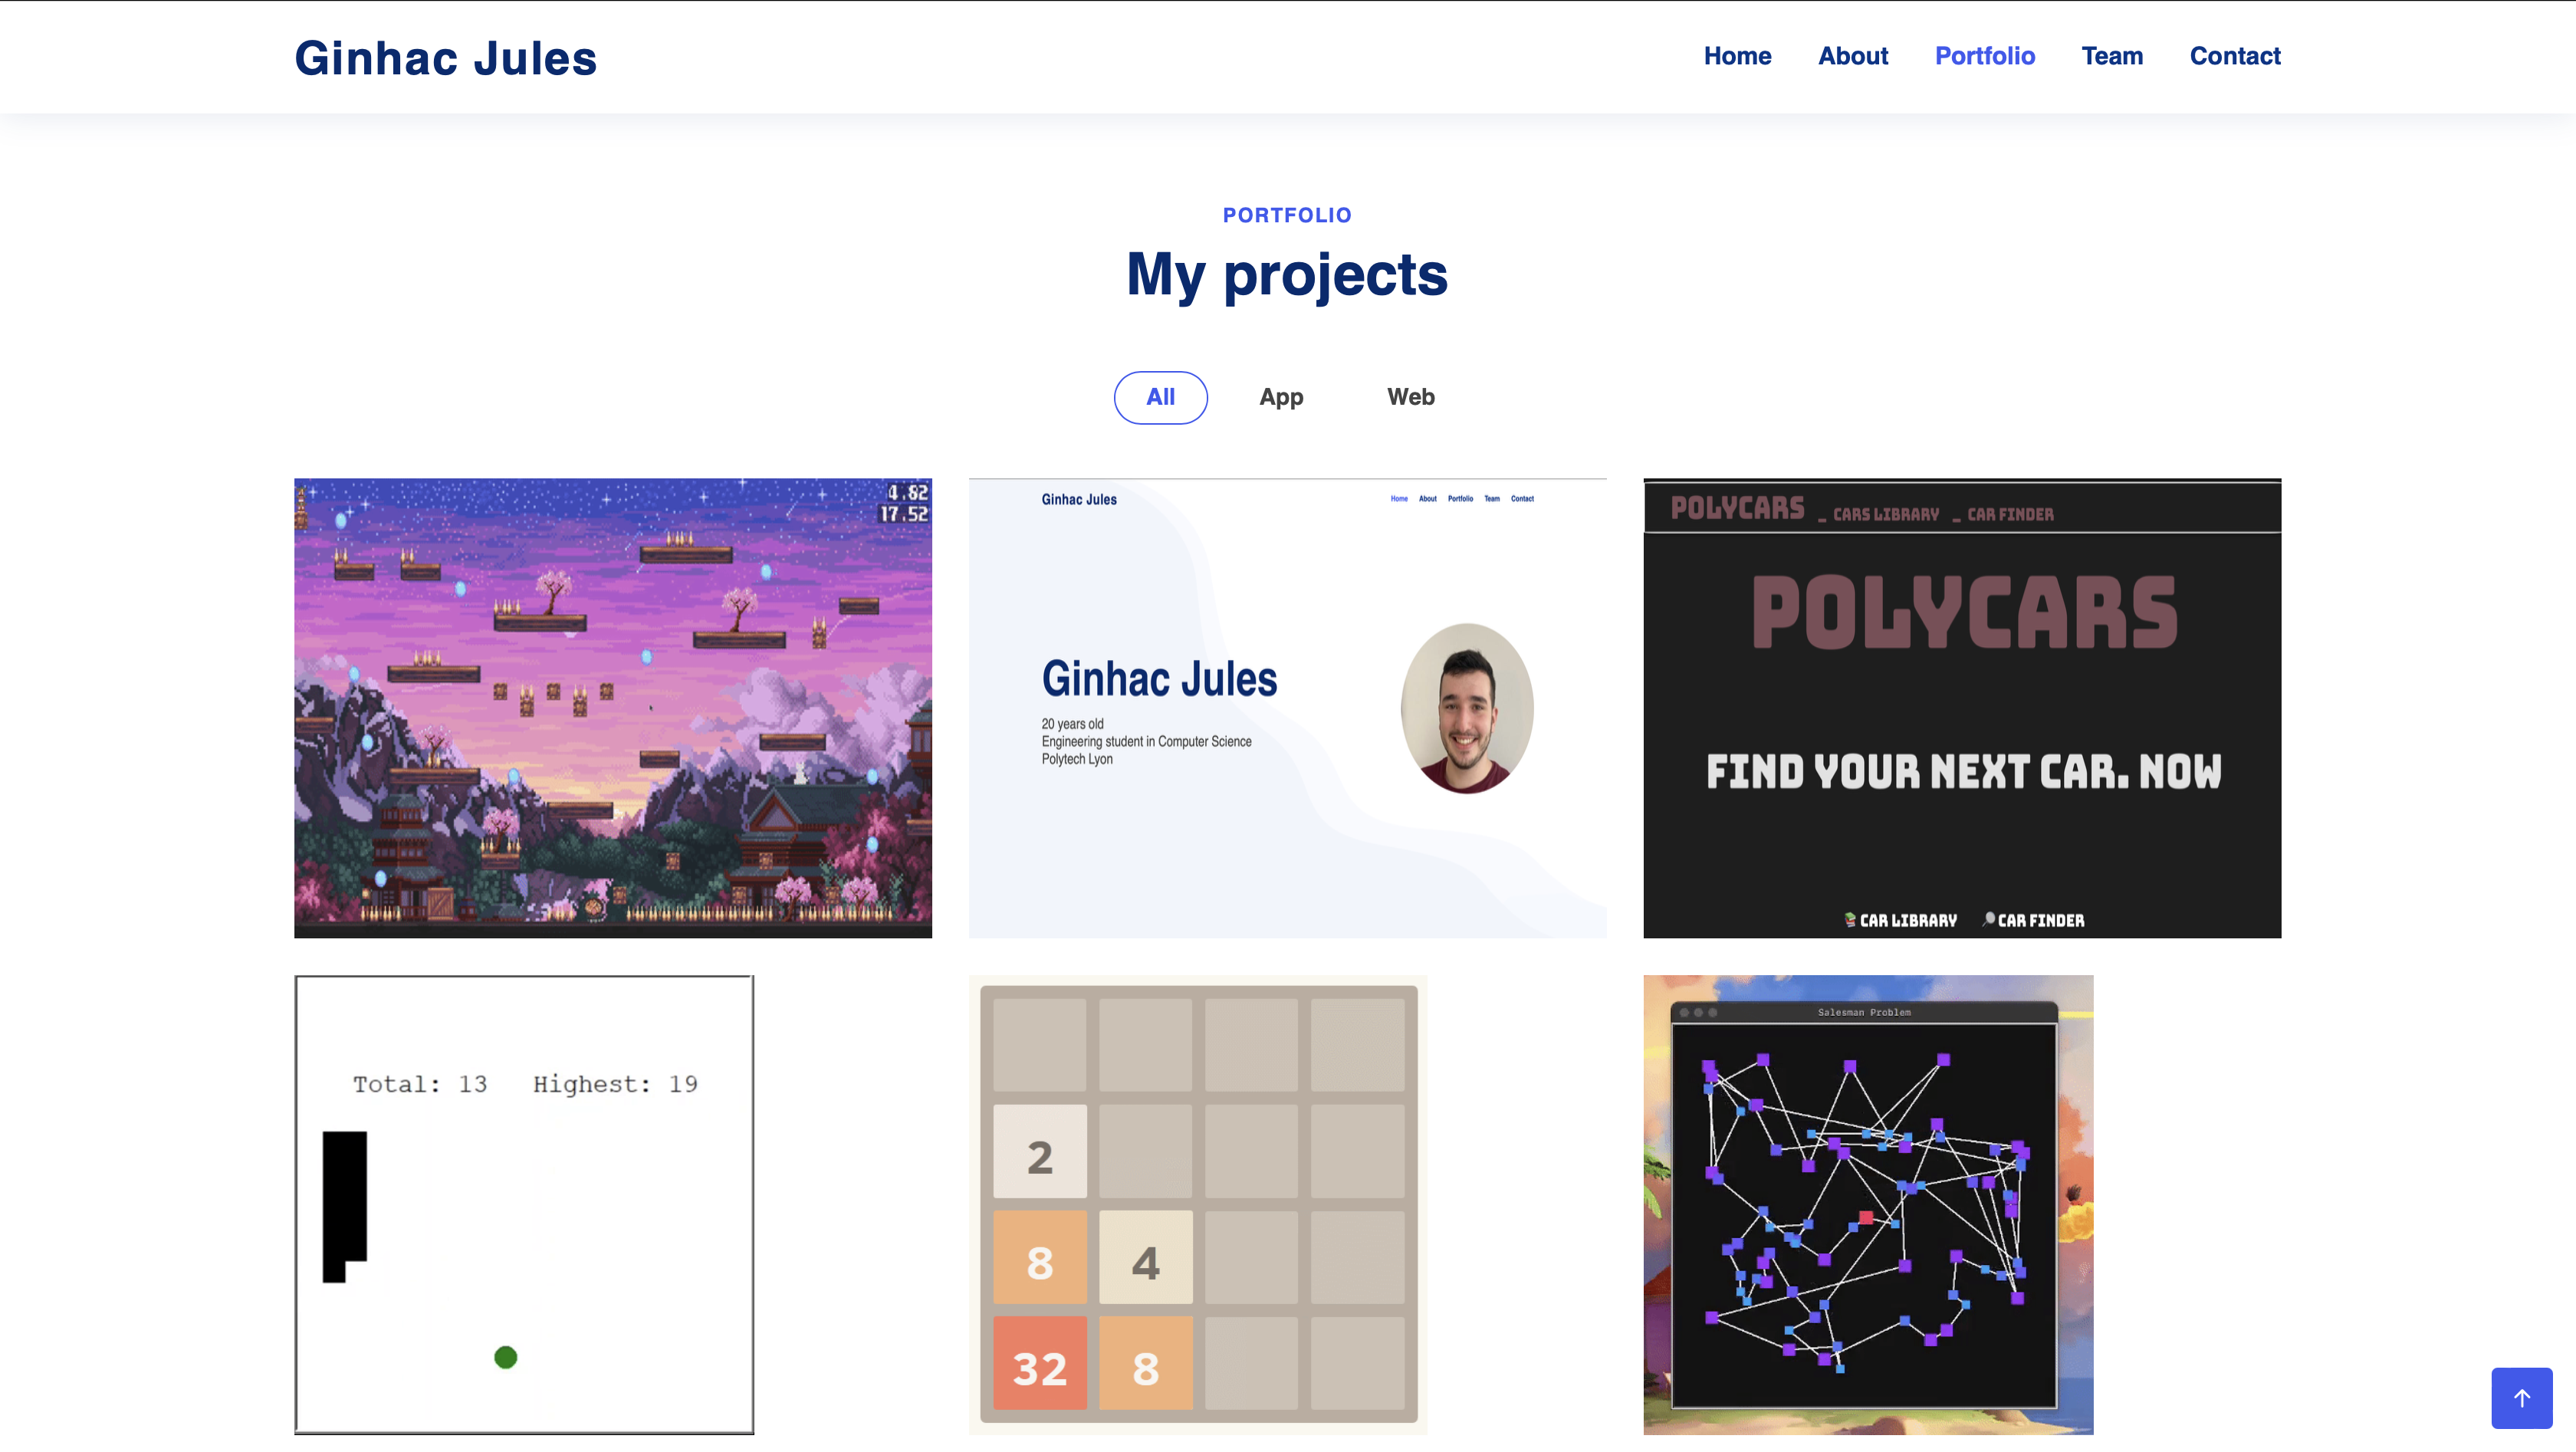 Ginhac Jules
Home About Portfolio Team Contact
PORTFOLIO
My projects
All App Web
4.82
17.52
Ginhac Jules
Home About Portfolio Team Contact
Ginhac Jules
20 years old
Engineering student in Computer Science
Polytech Lyon
POLYCARS _ CARS LIBRARY _ CAR FINDER
POLYCARS
FIND YOUR NEXT CAR. NOW
CAR LIBRARY CAR FINDER
Total: 13 Highest: 19
2
8 4
32 8
Salesman Problem